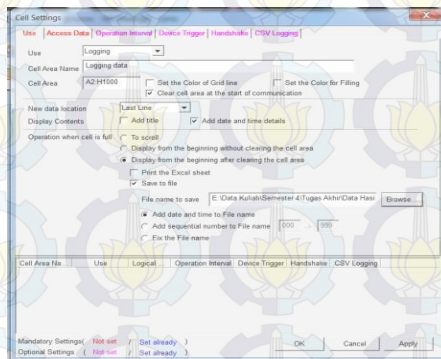 Cell Settings
Use Access Data Operation Interval Device Trigger Handshake CSV Logging
Use Logging
Cell Area Name Logging data
Cell Area A2:H1000 Set the Color of Grid line Set the Color for Filling
Clear cell area at the start of communication
New data location Last Line
Display Contents Add title Add date and time details
Operation when cell is full To scroll
Display from the beginning without clearing the cell area
Display from the beginning after clearing the cell area
Print the Excel sheet
Save to file
File name to save E:\Data Kuliah\Semester 4\Tugas Akhir\Data Hasi Browse...
Add date and time to File name
Add sequential number to File name 000 - 999
Fix the File name
Cell Area Na... Use Logical Operation Interval Device Trigger Handshake CSV Logging
Mandatory Settings( Not set / Set already )
Optional Settings ( Not set / Set already )
OK Cancel Apply